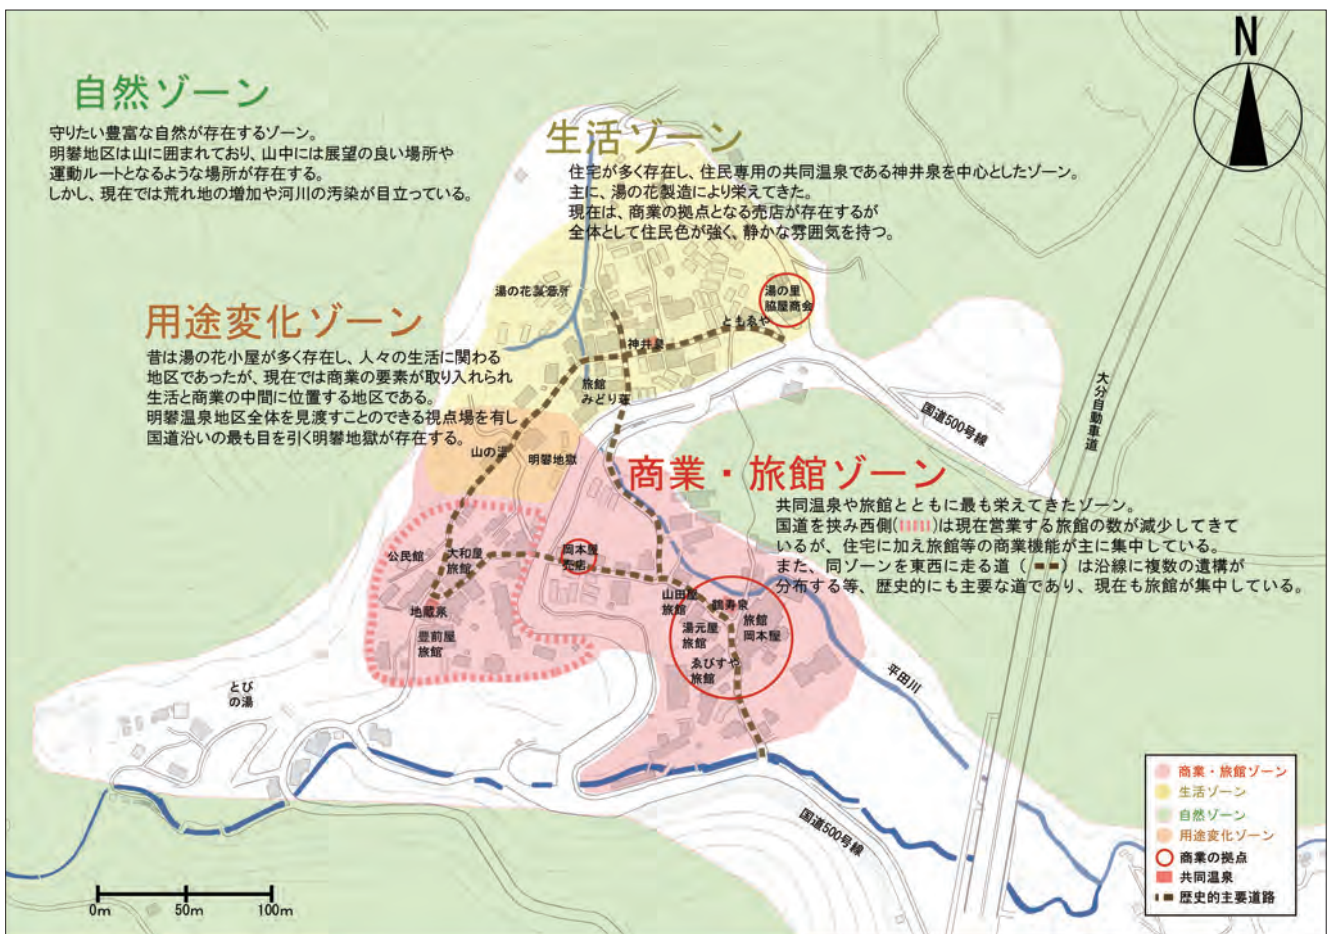 N
自然ゾーン
守りたい豊富な自然が存在するゾーン。
明礬地区は山に囲まれており、山中には展望の良い場所や
運動ルートとなるような場所が存在する。
しかし、現在では荒れ地の増加や河川の汚染が目立っている。
生活ゾーン
住宅が多く存在し、住民専用の共同温泉である神井泉を中心としたゾーン。
主に、湯の花製造により栄えてきた。
現在は、商業の拠点となる売店が存在するが
全体として住民色が強く、静かな雰囲気を持つ。
用途変化ゾーン
昔は湯の花小屋が多く存在し、人々の生活に関わる
地区であったが、現在では商業の要素が取り入れられ
生活と商業の中間に位置する地区である。
明礬温泉地区全体を見渡すことのできる視点場を有し
国道沿いの最も目を引く明礬地獄が存在する。
湯の花製造所
湯の里
脇屋商会
ともゑや
神井泉
旅館
みどり荘
大分自動車道
国道500号線
山の湯
明礬地獄
商業・旅館ゾーン
共同温泉や旅館とともに最も栄えてきたゾーン。
国道を挟み西側( )は現在営業する旅館の数が減少してきて
いるが、住宅に加え旅館等の商業機能が主に集中している。
また、同ゾーンを東西に走る道( )は沿線に複数の遺構が
分布する等、歴史的にも主要な道であり、現在も旅館が集中している。
公民館
大和屋
旅館
岡本屋
売店
地蔵泉
豊前屋
旅館
山田屋
旅館
鶴寿泉
湯元屋
旅館
旅館
岡本屋
ゑびすや
旅館
平田川
とび
の湯
国道500号線
商業・旅館ゾーン
生活ゾーン
自然ゾーン
用途変化ゾーン
商業の拠点
共同温泉
歴史的主要道路
0m 50m 100m